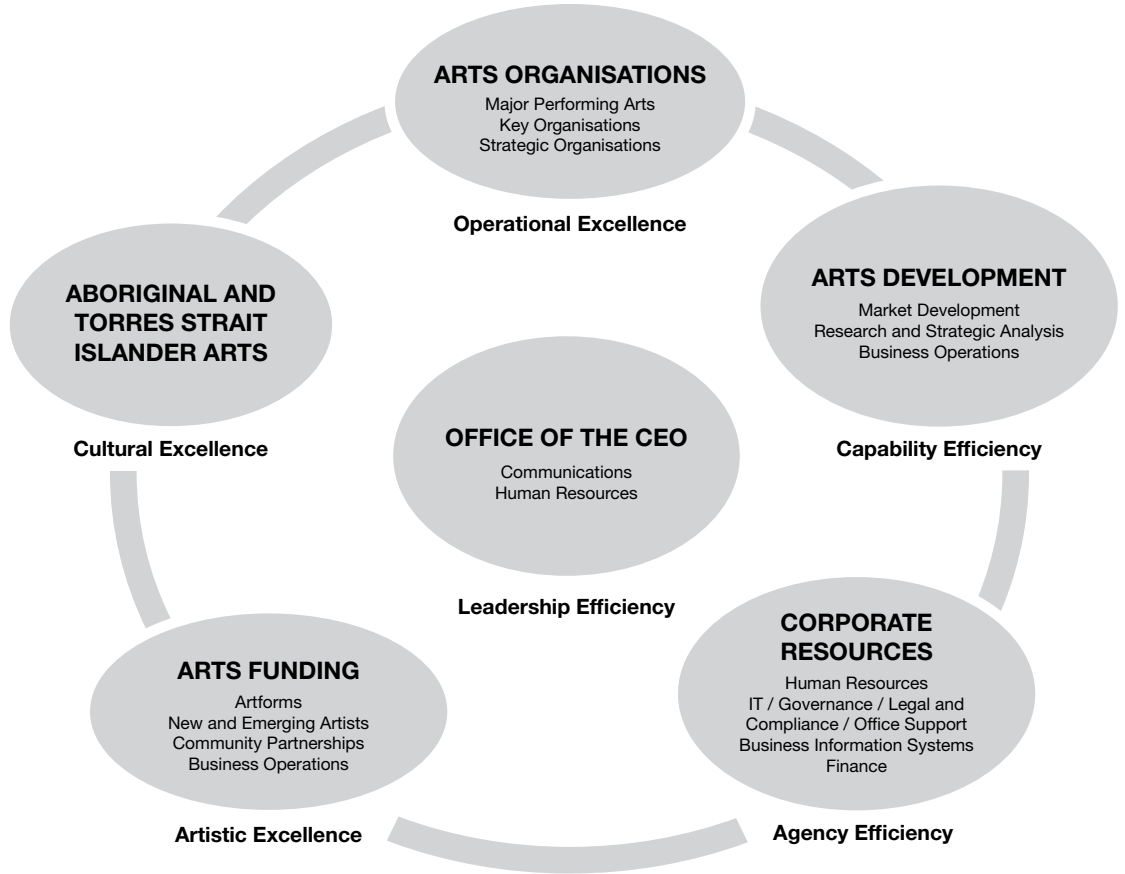 ARTS ORGANISATIONS
Major Performing Arts
Key Organisations
Strategic Organisations
Operational Excellence
ARTS DEVELOPMENT
Market Development
Research and Strategic Analysis
Business Operations
Capability Efficiency
ABORIGINAL AND
TORRES STRAIT
ISLANDER ARTS
Cultural Excellence
OFFICE OF THE CEO
Communications
Human Resources
Leadership Efficiency
CORPORATE
RESOURCES
Human Resources
IT / Governance / Legal and
Compliance / Office Support
Business Information Systems
Finance
Agency Efficiency
ARTS FUNDING
Artforms
New and Emerging Artists
Community Partnerships
Business Operations
Artistic Excellence